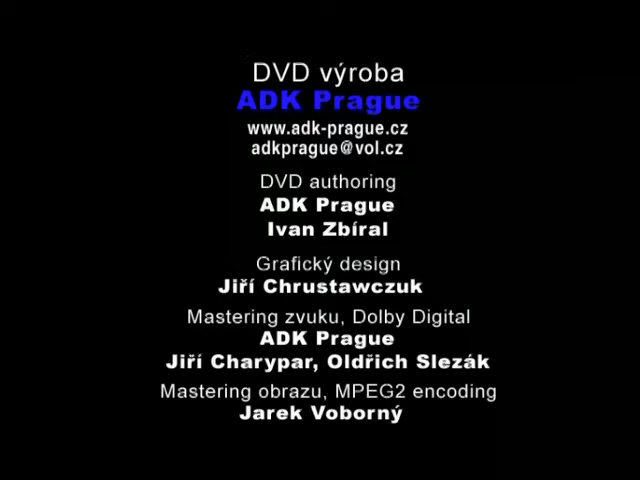 DVD výroba
ADK Prague
www.adk-prague.cz
adkprague@vol.cz
DVD authoring
ADK Prague
Ivan Zbíral
Grafický design
Jiří Chrustawczuk
Mastering zvuku, Dolby Digital
ADK Prague
Jiří Charypar, Oldřich Slezák
Mastering obrazu, MPEG2 encoding
Jarek Voborný